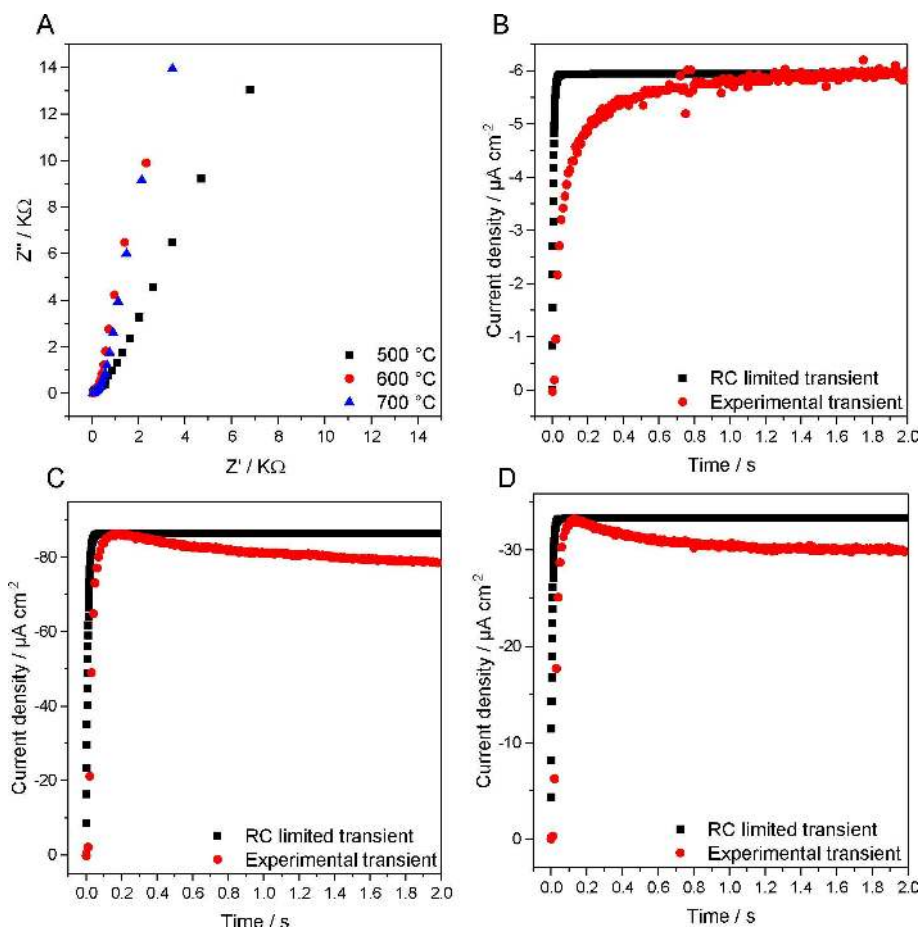 A
14
12
10
8
6
4
2
0
Z'' / KΩ
0 2 4 6 8 10 12 14
Z' / KΩ
500 °C
600 °C
700 °C
B
-6
-5
-4
-3
-2
-1
0
Current density / µA cm-2
0.0 0.2 0.4 0.6 0.8 1.0 1.2 1.4 1.6 1.8 2.0
Time / s
RC limited transient
Experimental transient
C
-80
-60
-40
-20
0
Current density / µA cm-2
0.0 0.2 0.4 0.6 0.8 1.0 1.2 1.4 1.6 1.8 2.0
Time / s
RC limited transient
Experimental transient
D
-30
-20
-10
0
Current density / µA cm-2
0.0 0.2 0.4 0.6 0.8 1.0 1.2 1.4 1.6 1.8 2.0
Time / s
RC limited transient
Experimental transient